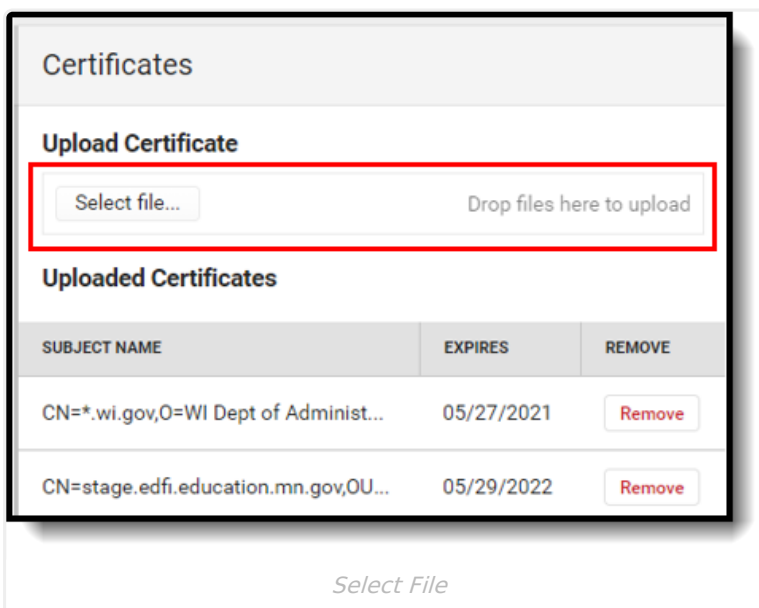 Certificates
Upload Certificate
Select file... Drop files here to upload
Uploaded Certificates
SUBJECT NAME EXPIRES REMOVE
CN=*.wi.gov,O=WI Dept of Administ... 05/27/2021 Remove
CN=stage.edfi.education.mn.gov,OU... 05/29/2022 Remove
Select File